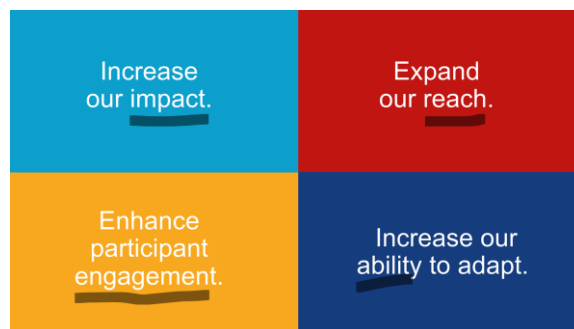 Increase
our impact.
Expand
our reach.
Enhance
participant
engagement.
Increase our
ability to adapt.